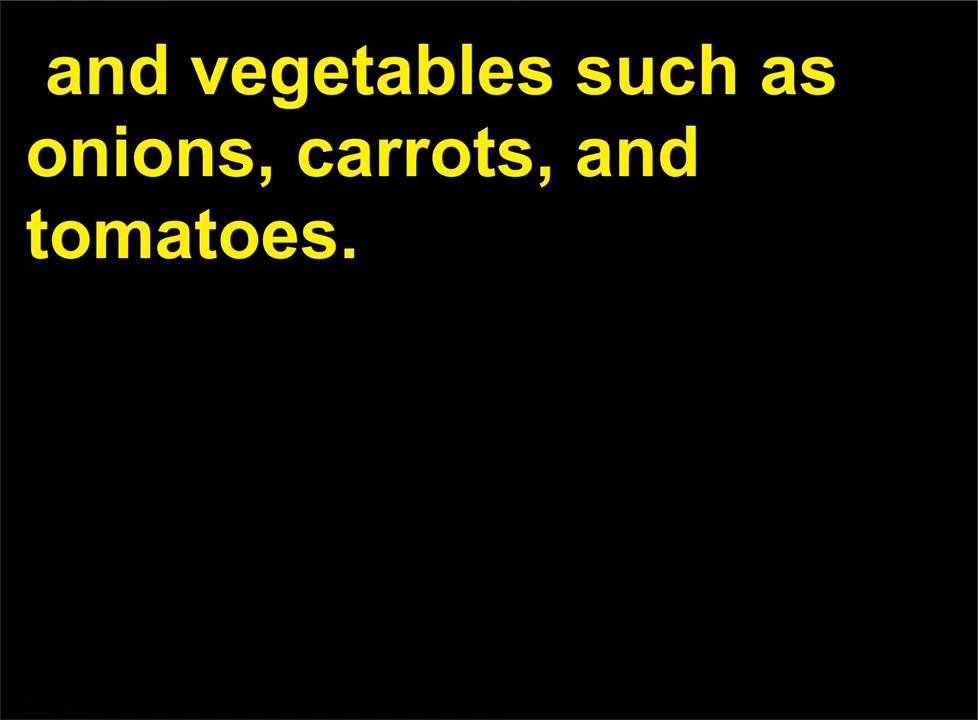 and vegetables such as
onions, carrots, and
tomatoes.